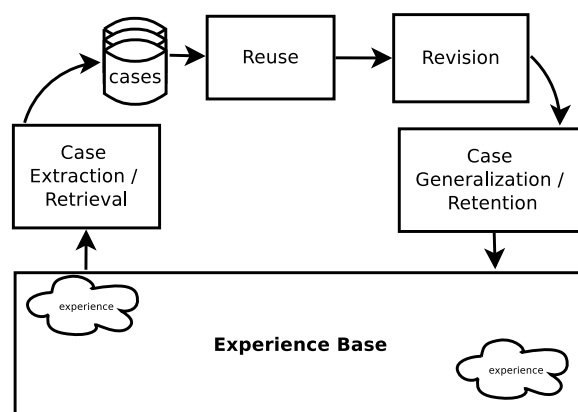 cases
Reuse
Revision
Case
Extraction /
Retrieval
Case
Generalization /
Retention
experience
Experience Base
experience